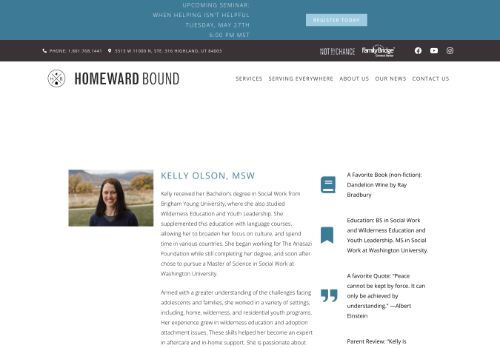 UPCOMING SEMINAR:
WHEN HELPING ISN'T HELPFUL
TUESDAY, MAY 27TH
6:00 PM MST
REGISTER TODAY
PHONE: 1.801.768.1441
5313 W 11000 N, STE. 316 HIGHLAND, UT 84003
NOT BY CHANCE
FamilyBridge
HOMEWARD BOUND
SERVICES
SERVING EVERYWHERE
ABOUT US
OUR NEWS
CONTACT US
KELLY OLSON, MSW
Kelly received her Bachelor's degree in Social Work from
Brigham Young University, where she also studied
Wilderness Education and Youth Leadership. She
supplemented this education with language courses,
allowing her to broaden her focus on culture, and spend
time in various countries. She began working for The Anasazi
Foundation while still completing her degree, and soon after
chose to pursue a Master of Science in Social Work at
Washington University.
Armed with a greater understanding of the challenges facing
adolescents and families, she worked in a variety of settings,
including, home, wilderness, and residential youth programs.
Her experience grew in wilderness education and adoption
attachment issues. These skills helped her become an expert
in aftercare and in-home support. She is passionate about
A Favorite Book (non-fiction):
Dandelion Wine by Ray
Bradbury
Education: BS in Social Work
and Wilderness Education and
Youth Leadership. MS in Social
Work at Washington University.
A favorite Quote: "Peace
cannot be kept by force. It can
only be achieved by
understanding." —Albert
Einstein
Parent Review: "Kelly is